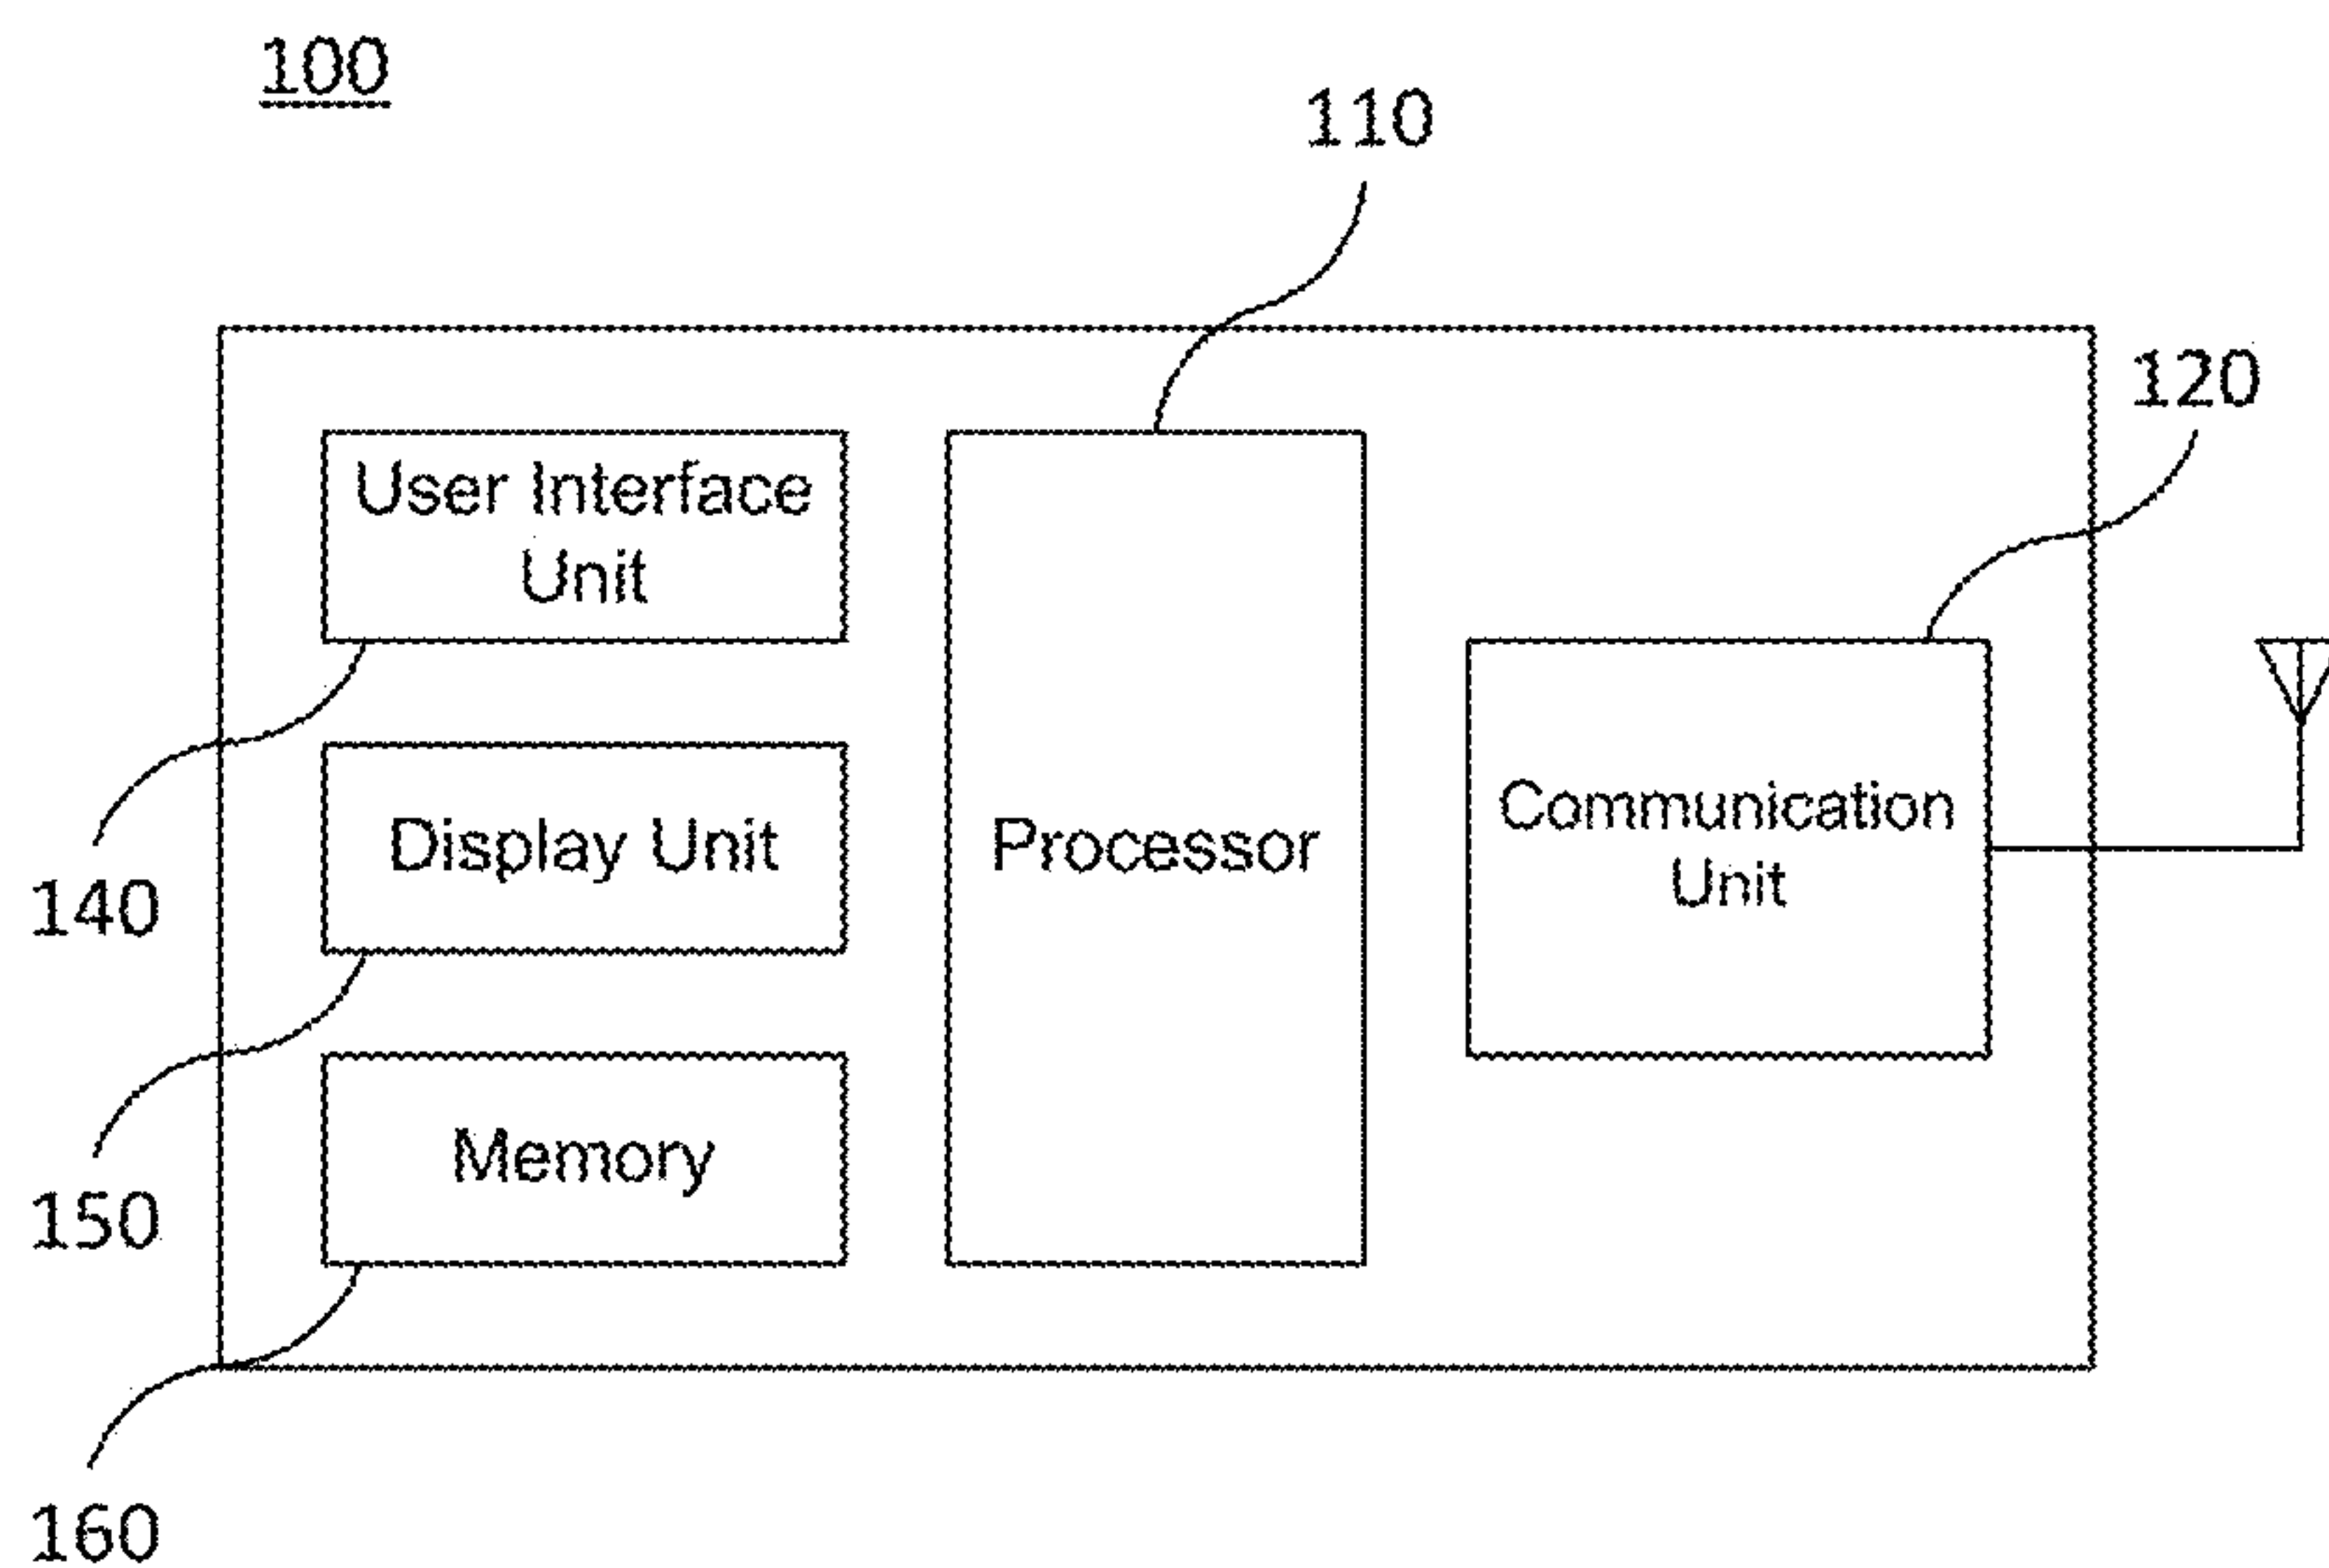 100
110
120
User Interface
Unit
140
Display Unit
150
Memory
160
Processor
Communication
Unit